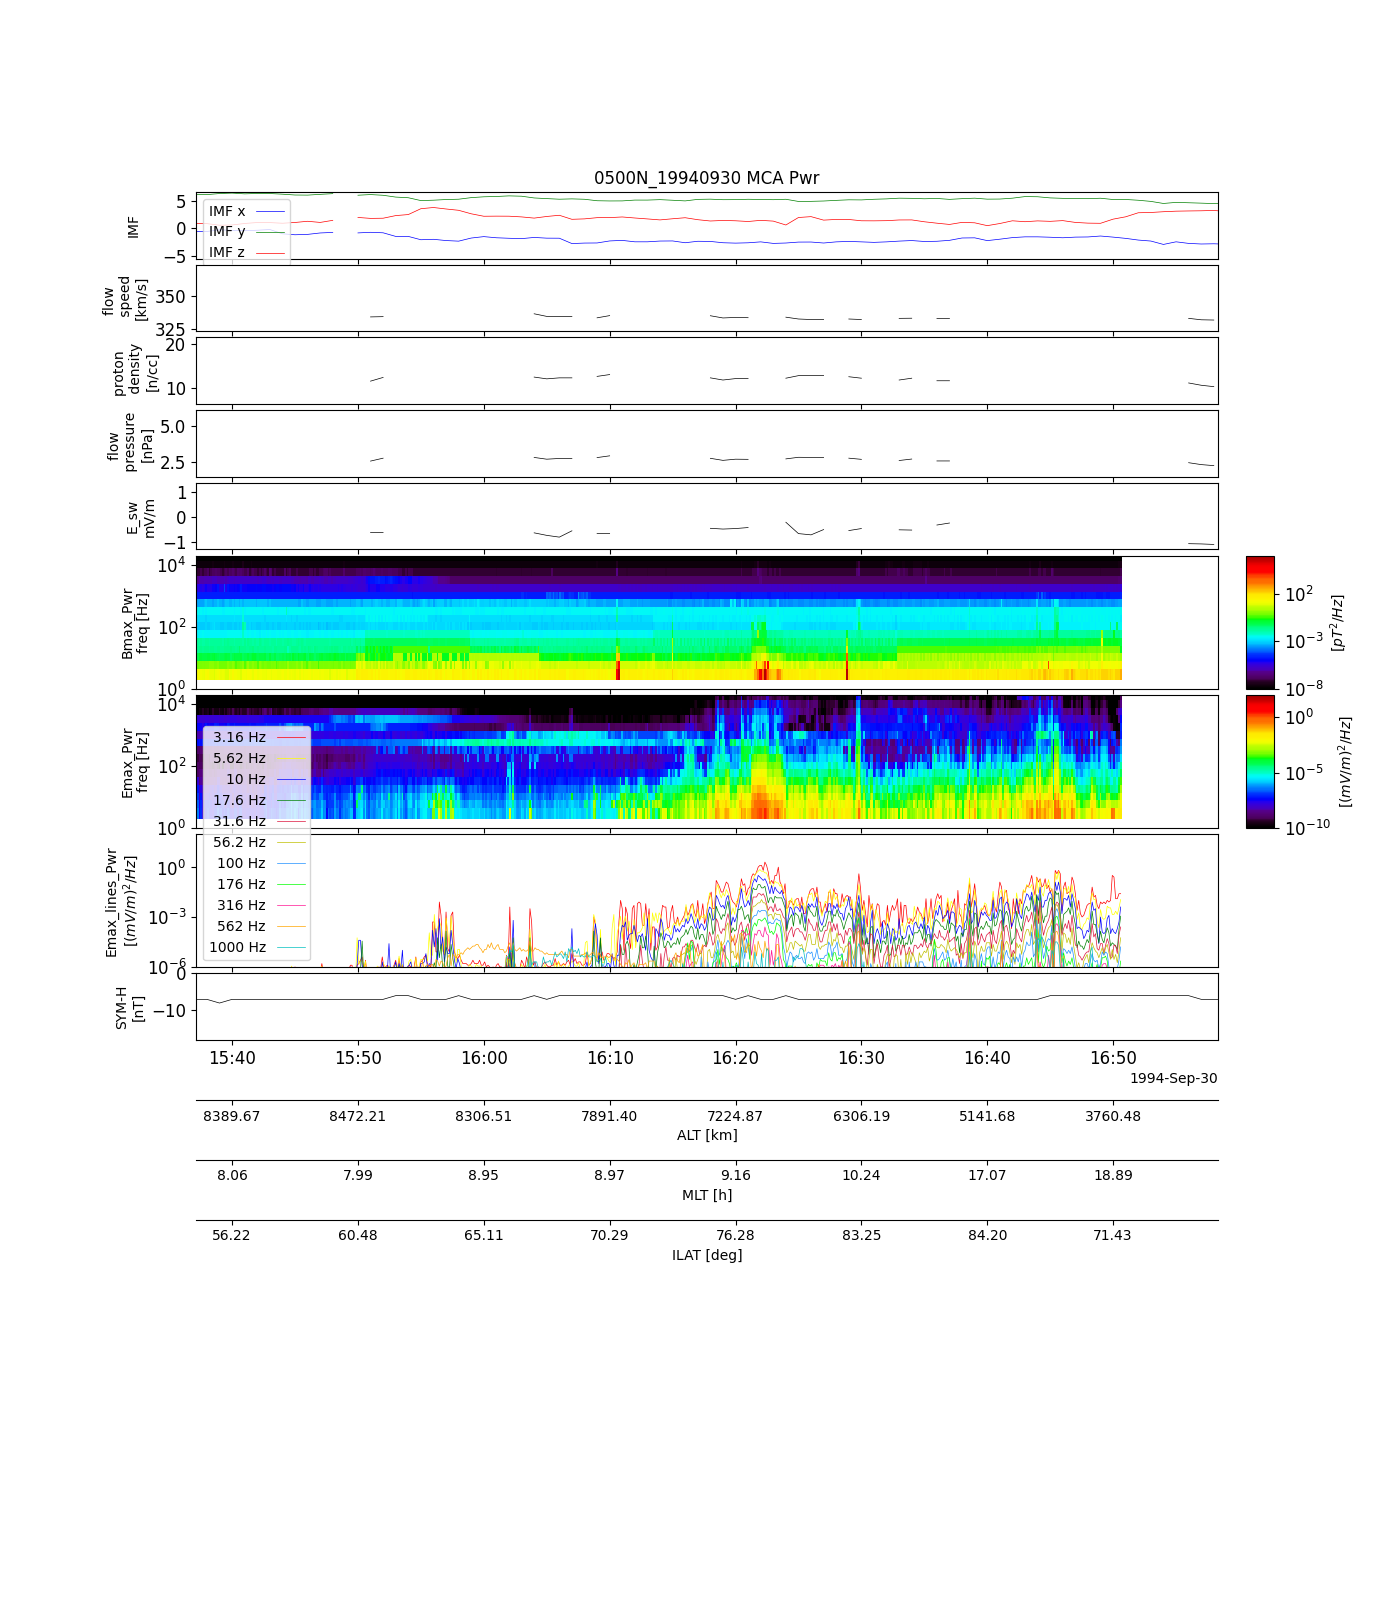 0500N_19940930 MCA Pwr
IMF
5
0
−5
IMF x
IMF y
IMF z
flow
speed
[km/s]
350
325
proton
density
[n/cc]
20
10
flow
pressure
[nPa]
5.0
2.5
E_sw
mV/m
1
0
−1
Bmax_Pwr
freq [Hz]
10^4
10^2
10^0
10^2
10^−3
10^−8
[pT^2/Hz]
Emax_Pwr
freq [Hz]
10^4
10^2
10^0
10^0
10^−5
10^−10
[(mV/m)^2/Hz]
3.16 Hz
5.62 Hz
10 Hz
17.6 Hz
31.6 Hz
56.2 Hz
100 Hz
176 Hz
316 Hz
562 Hz
1000 Hz
Emax_lines_Pwr
[(mV/m)^2/Hz]
10^0
10^−3
10^−6
SYM-H
[nT]
0
−10
15:40 15:50 16:00 16:10 16:20 16:30 16:40 16:50
1994-Sep-30
8389.67 8472.21 8306.51 7891.40 7224.87 6306.19 5141.68 3760.48
ALT [km]
8.06 7.99 8.95 8.97 9.16 10.24 17.07 18.89
MLT [h]
56.22 60.48 65.11 70.29 76.28 83.25 84.20 71.43
ILAT [deg]